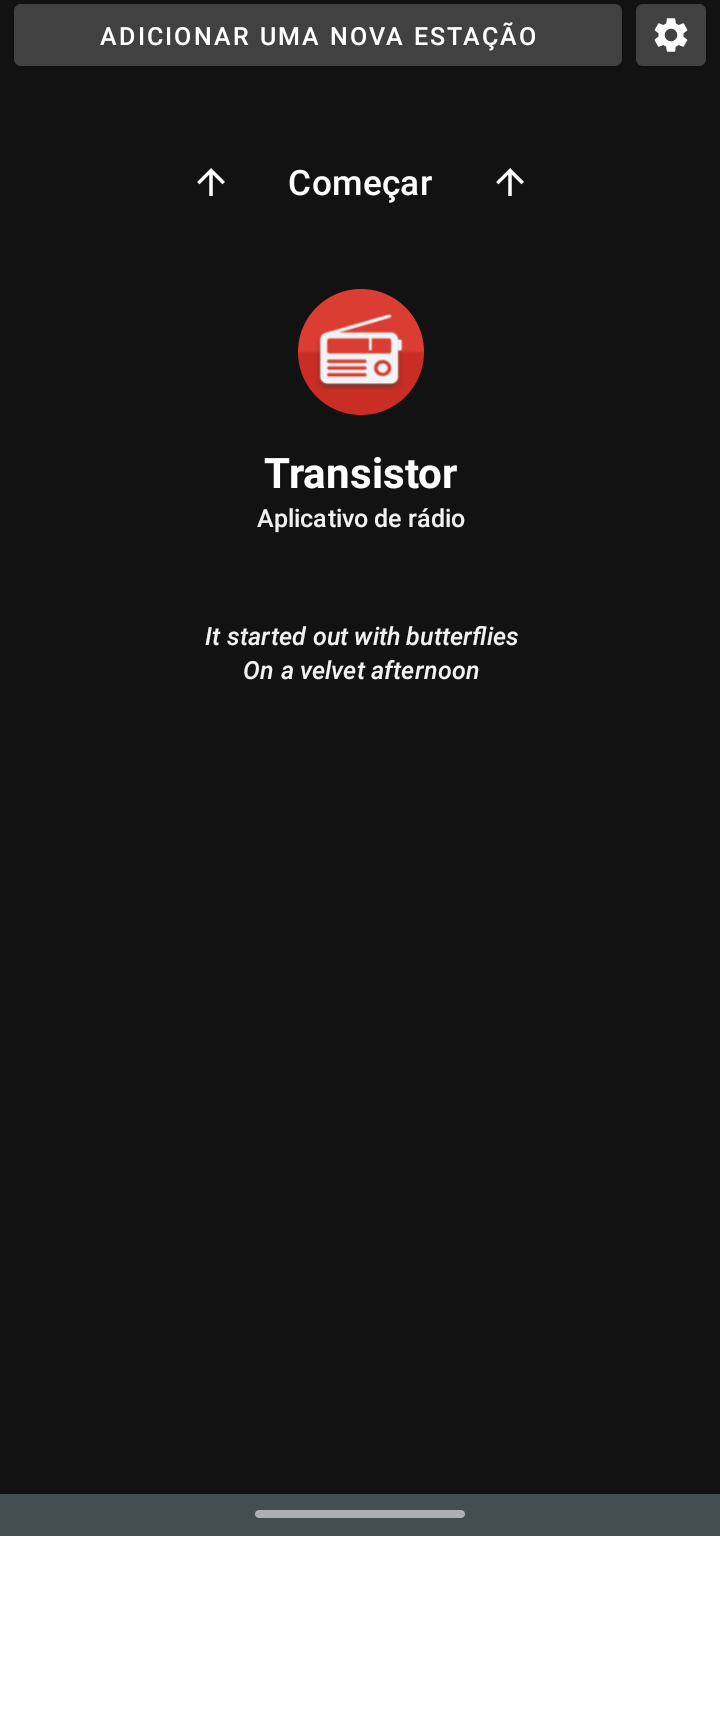 ADICIONAR UMA NOVA ESTAÇÃO
Começar
Transistor
Aplicativo de rádio
It started out with butterflies
On a velvet afternoon